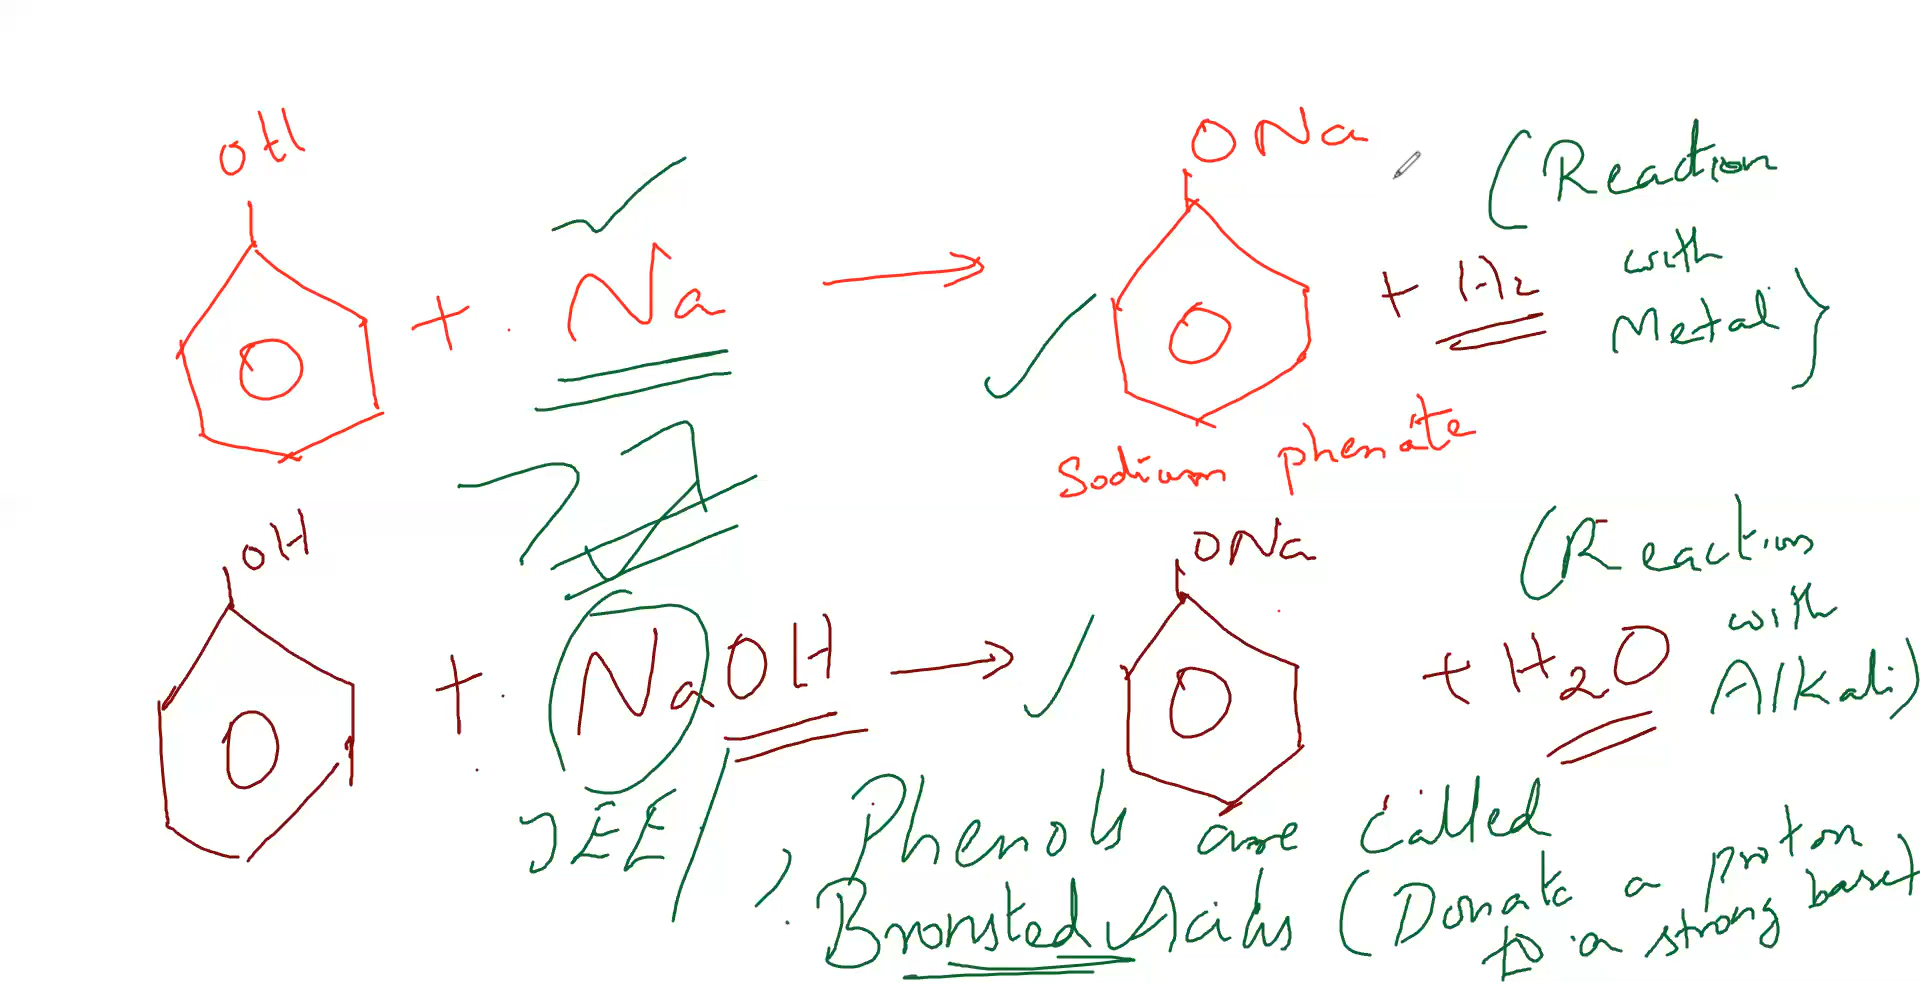 OH
+ Na
ONa
+ H2
(Reaction
with
Metal)
Sodium phenate
OH
+ NaOH
ONa
+ H2O
(Reaction
with
Alkali)
JEE/, Phenols are called
Bronsted Acids (Donate a proton
to a strong base)